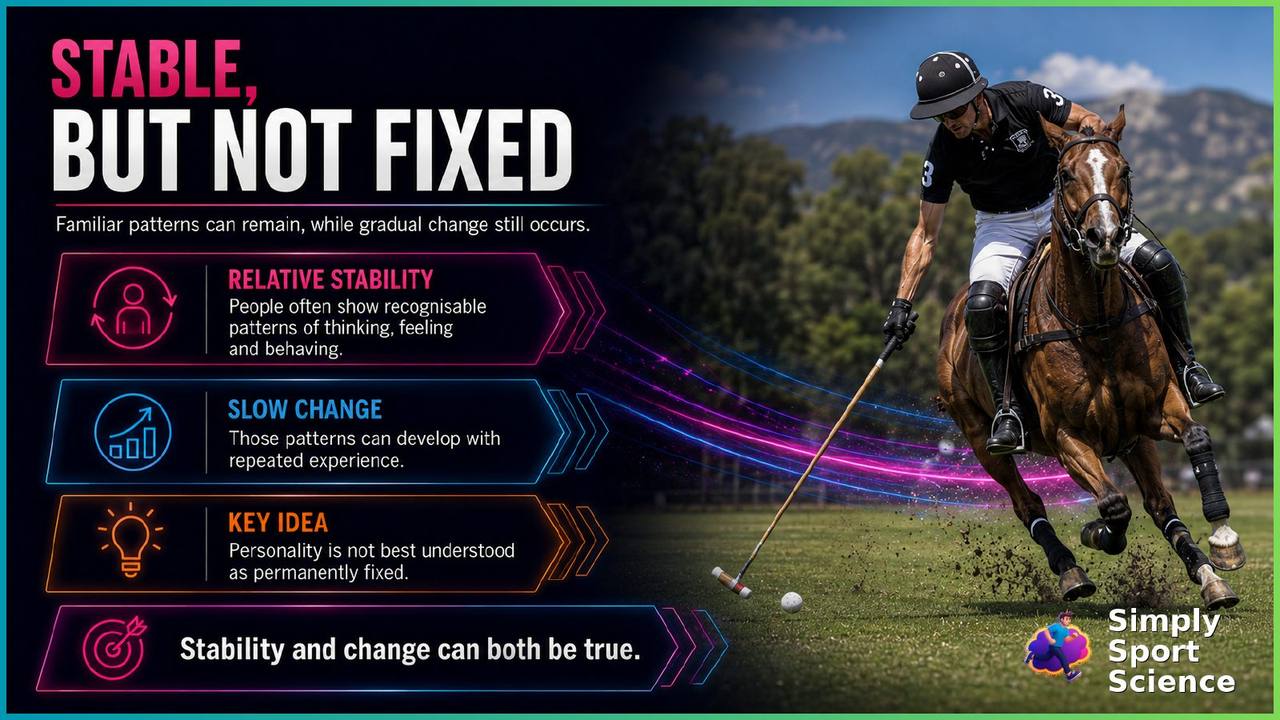 STABLE,
BUT NOT FIXED
Familiar patterns can remain, while gradual change still occurs.
RELATIVE STABILITY
People often show recognisable
patterns of thinking, feeling
and behaving.
SLOW CHANGE
Those patterns can develop with
repeated experience.
KEY IDEA
Personality is not best understood
as permanently fixed.
Stability and change can both be true.
3
3
Simply
Sport
Science